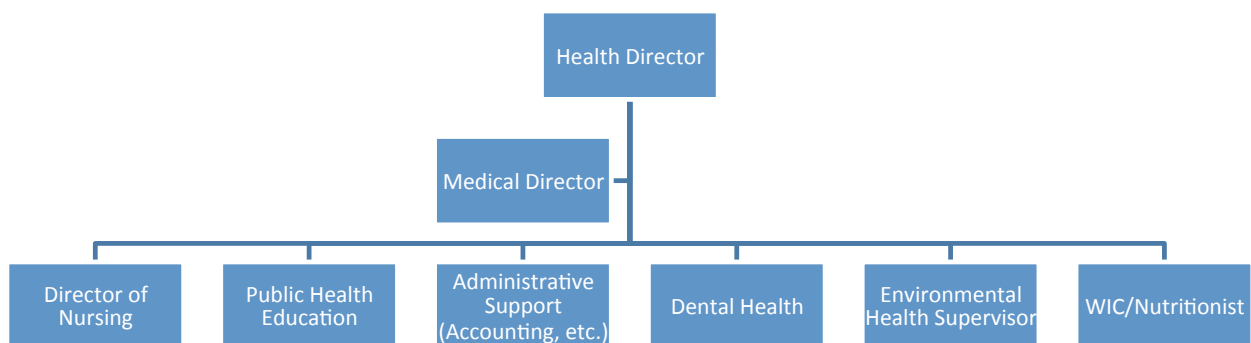 Health Director
Medical Director
Director of
Nursing
Public Health
Education
Administrative
Support
(Accounting, etc.)
Dental Health
Environmental
Health Supervisor
WIC/Nutritionist